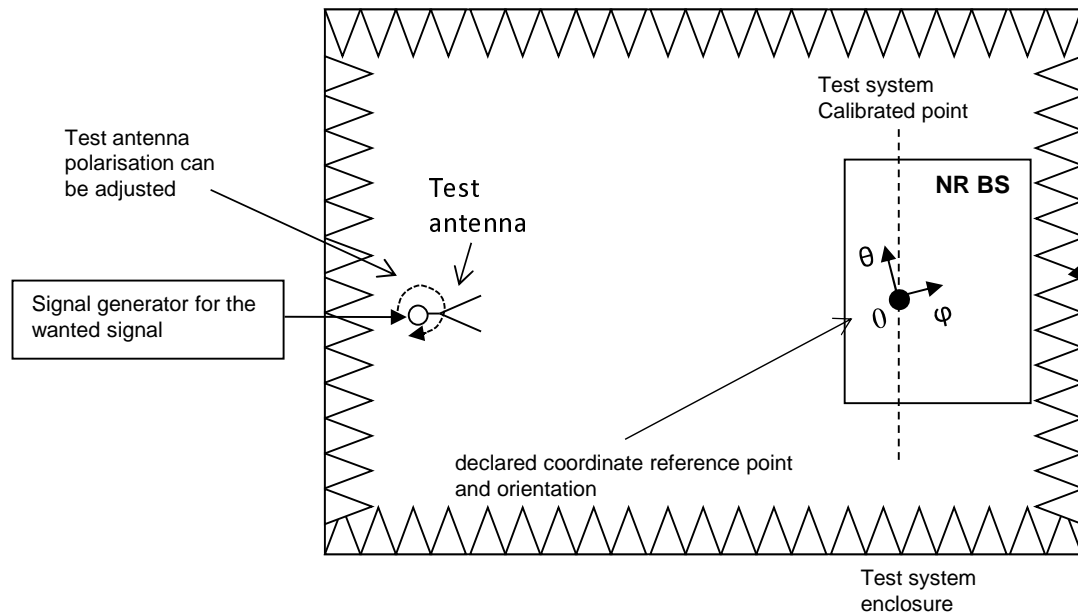 Test system
Calibrated point
Test antenna
polarisation can
be adjusted
Test
antenna
NR BS
θ
0
φ
Signal generator for the
wanted signal
declared coordinate reference point
and orientation
Test system
enclosure